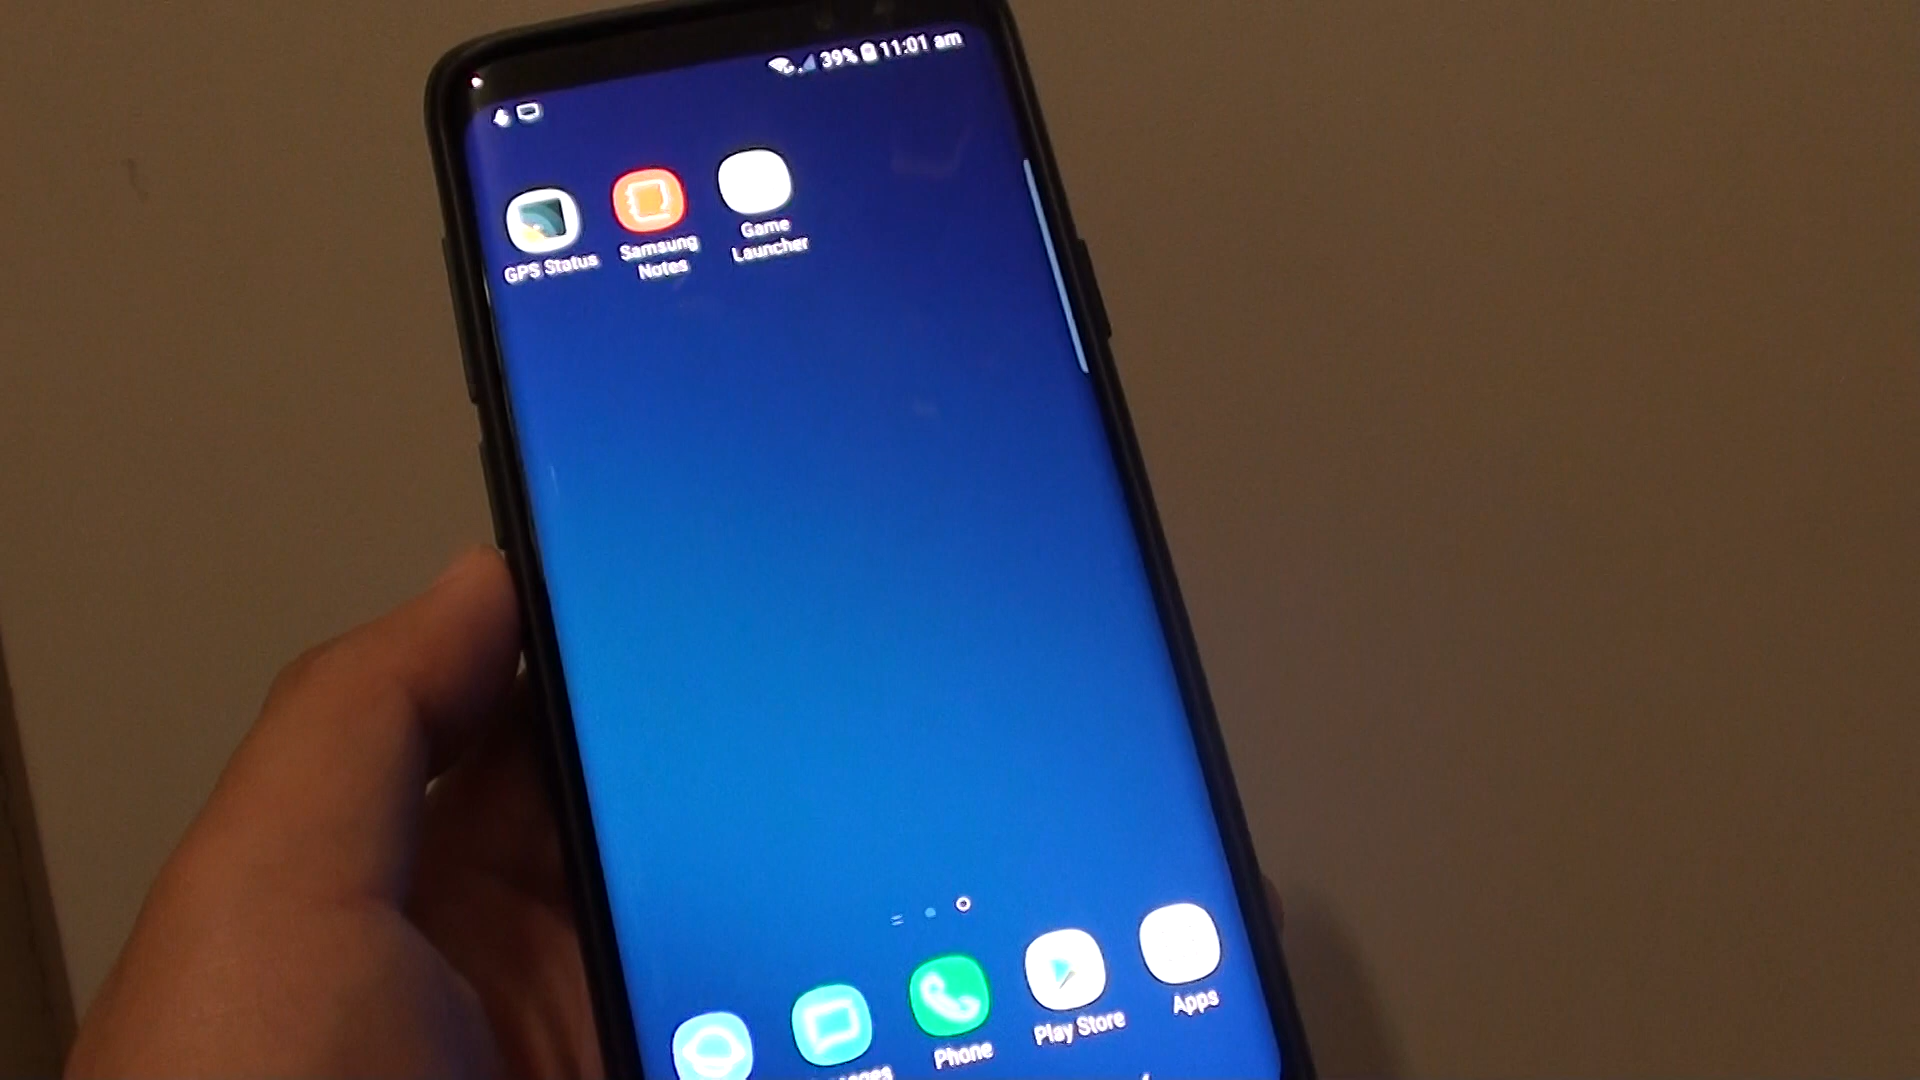 39% 11:01 am
GPS Status
Samsung
Notes
Game
Launcher
Phone
Play Store
Apps